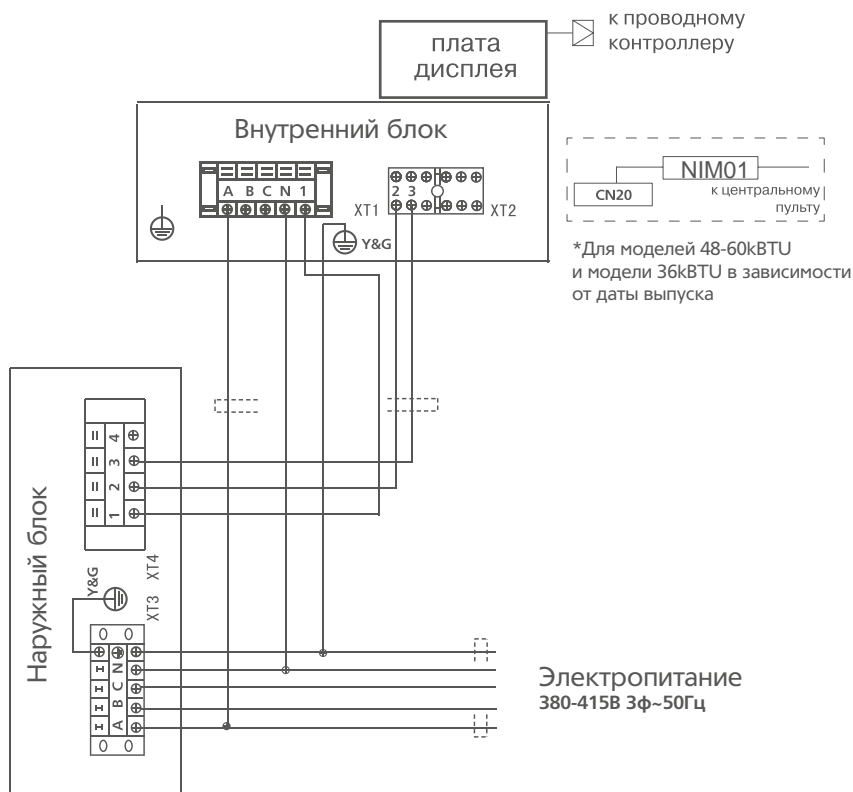 плата
дисплея
к проводному
контроллеру
Внутренний блок
A B C N 1
XT1
2 3
XT2
Y&G
NIM01
CN20
к центральному
пульту
*Для моделей 48-60kBTU
и модели 36kBTU в зависимости
от даты выпуска
Наружный блок
4
3
2
1
XT4
Y&G
XT3
N
C
B
A
Электропитание
380-415В 3ф~50Гц